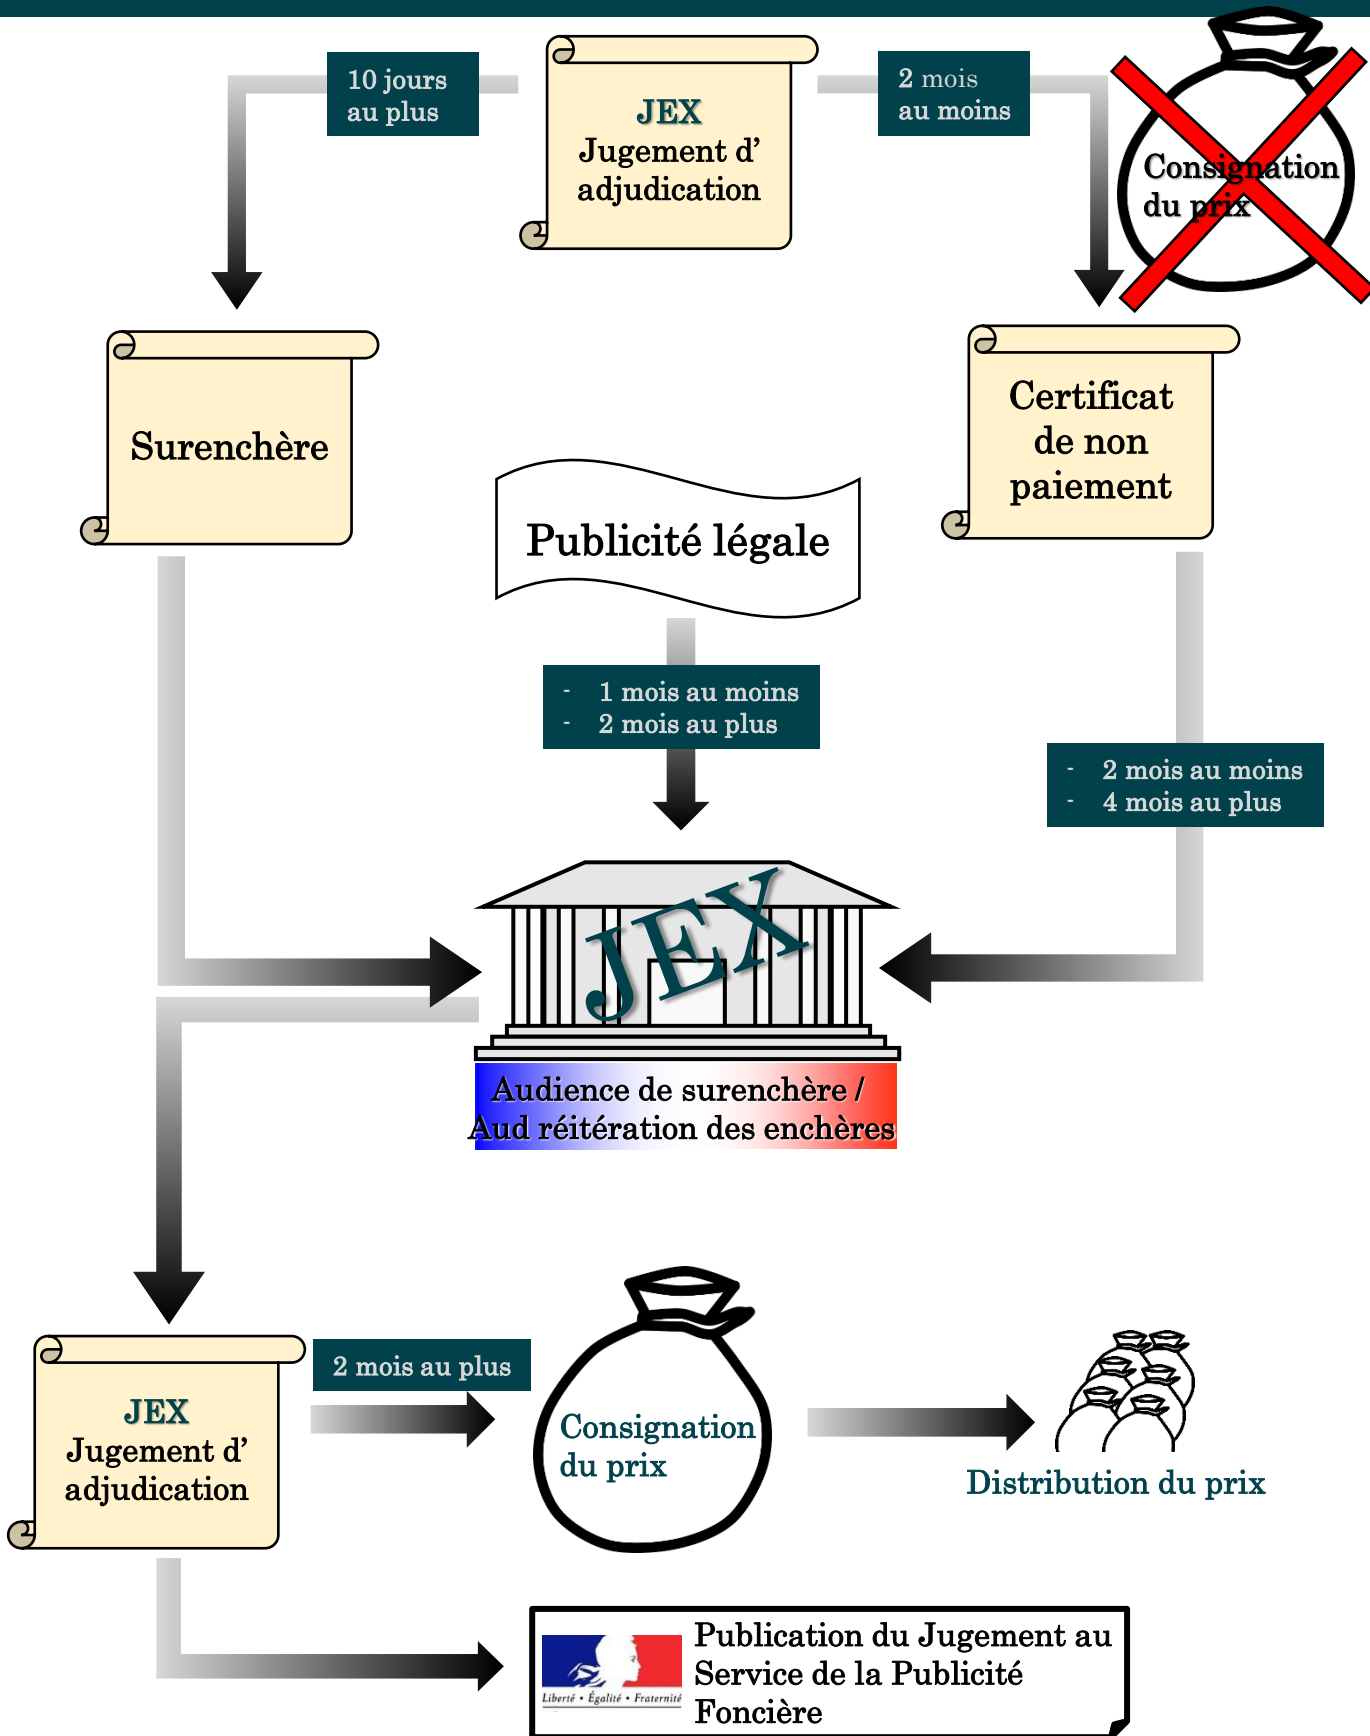 10 jours
au plus
JEX
Jugement d’
adjudication
2 mois
au moins
Consignation
du prix
Surenchère
Certificat
de non
paiement
Publicité légale
- 1 mois au moins
- 2 mois au plus
- 2 mois au moins
- 4 mois au plus
JEX
Audience de surenchère /
Aud réitération des enchères
JEX
Jugement d’
adjudication
2 mois au plus
Consignation
du prix
Distribution du prix
Publication du Jugement au
Service de la Publicité
Foncière
Liberté • Égalité • Fraternité